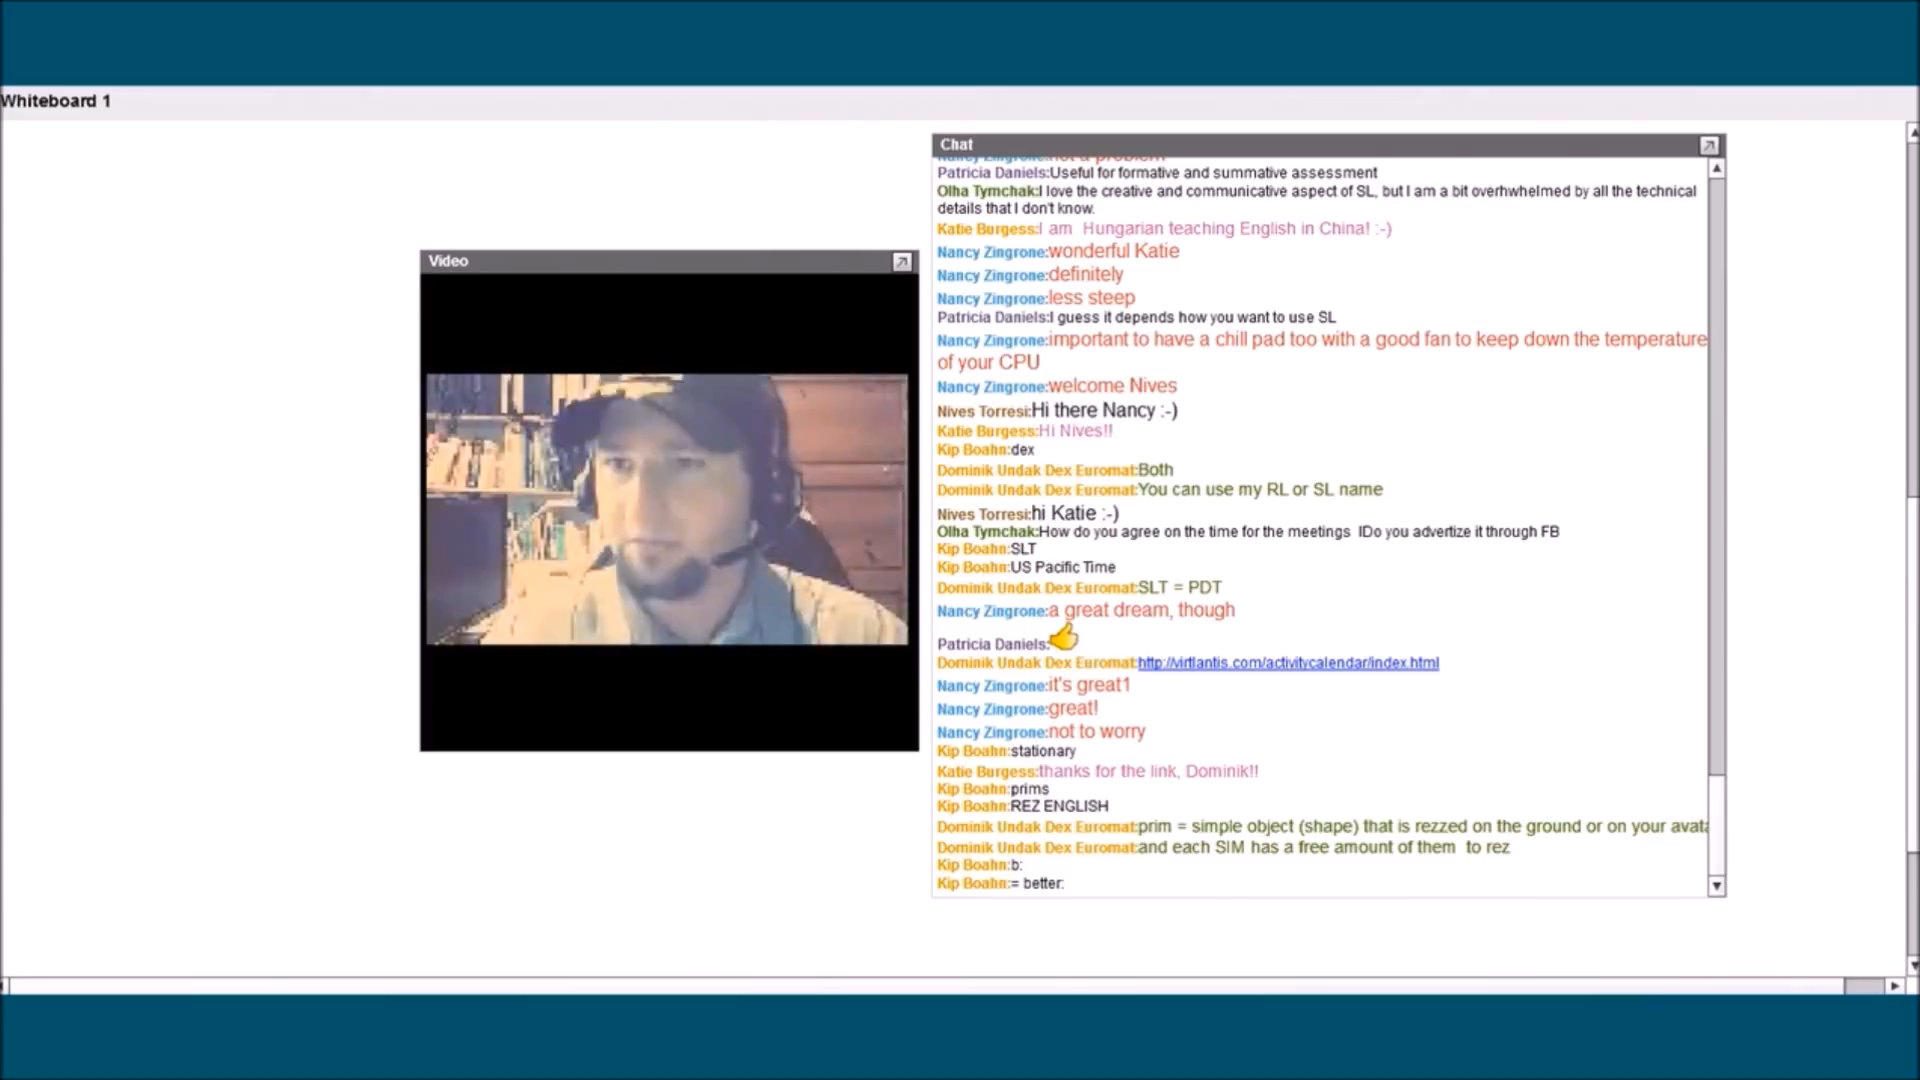 Whiteboard 1
Chat
Nancy Zingrone:not a problem
Patricia Daniels:Useful for formative and summative assessment
Olha Tymchak:I love the creative and communicative aspect of SL, but I am a bit overhwhelmed by all the technical
details that I don't know.
Katie Burgess:I am  Hungarian teaching English in China! :-)
Nancy Zingrone:wonderful Katie
Nancy Zingrone:definitely
Nancy Zingrone:less steep
Patricia Daniels:I guess it depends how you want to use SL
Nancy Zingrone:important to have a chill pad too with a good fan to keep down the temperature
of your CPU
Nancy Zingrone:welcome Nives
Nives Torresi:Hi there Nancy :-)
Katie Burgess:Hi Nives!!
Kip Boahn:dex
Dominik Undak Dex Euromat:Both
Dominik Undak Dex Euromat:You can use my RL or SL name
Nives Torresi:hi Katie :-)
Olha Tymchak:How do you agree on the time for the meetings  IDo you advertize it through FB
Kip Boahn:SLT
Kip Boahn:US Pacific Time
Dominik Undak Dex Euromat:SLT = PDT
Nancy Zingrone:a great dream, though
Patricia Daniels:
Dominik Undak Dex Euromat:http://virtlantis.com/activitycalendar/index.html
Nancy Zingrone:it's great1
Nancy Zingrone:great!
Nancy Zingrone:not to worry
Kip Boahn:stationary
Katie Burgess:thanks for the link, Dominik!!
Kip Boahn:prims
Kip Boahn:REZ ENGLISH
Dominik Undak Dex Euromat:prim = simple object (shape) that is rezzed on the ground or on your avata
Dominik Undak Dex Euromat:and each SIM has a free amount of them  to rez
Kip Boahn:b:
Kip Boahn:= better:
Video